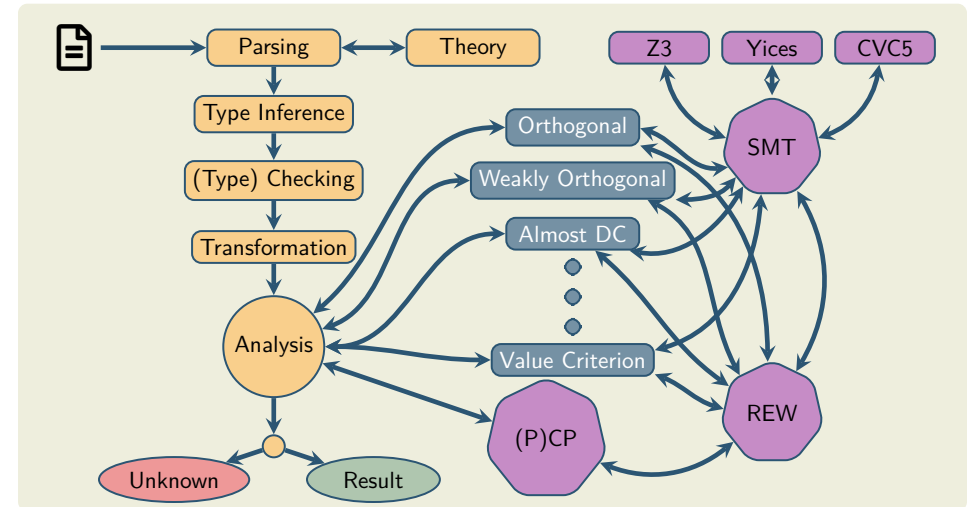 Parsing
Theory
Z3
Yices
CVC5
Type Inference
Orthogonal
SMT
(Type) Checking
Weakly Orthogonal
Transformation
Almost DC
Analysis
Value Criterion
(P)CP
REW
Unknown
Result